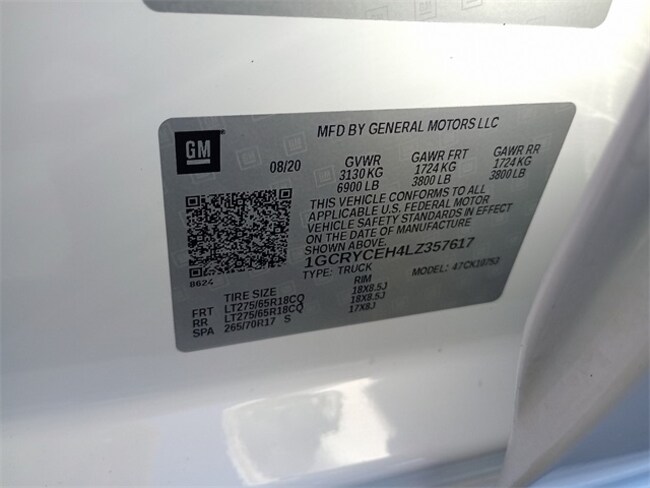 GM
MFD BY GENERAL MOTORS LLC
08/20 GVWR GAWR FRT GAWR RR
3130 KG 1724 KG 1724 KG
6900 LB 3800 LB 3800 LB
THIS VEHICLE CONFORMS TO ALL
APPLICABLE U.S. FEDERAL MOTOR
VEHICLE SAFETY STANDARDS IN EFFECT
ON THE DATE OF MANUFACTURE
SHOWN ABOVE.
1GCRYCEH4LZ357617
8624
TYPE: TRUCK MODEL:
TIRE SIZE RIM
FRT LT275/65R18CQ 18X8.5J
RR LT275/65R18CQ 18X8.5J
SPA 265/70R17 S 17X8J